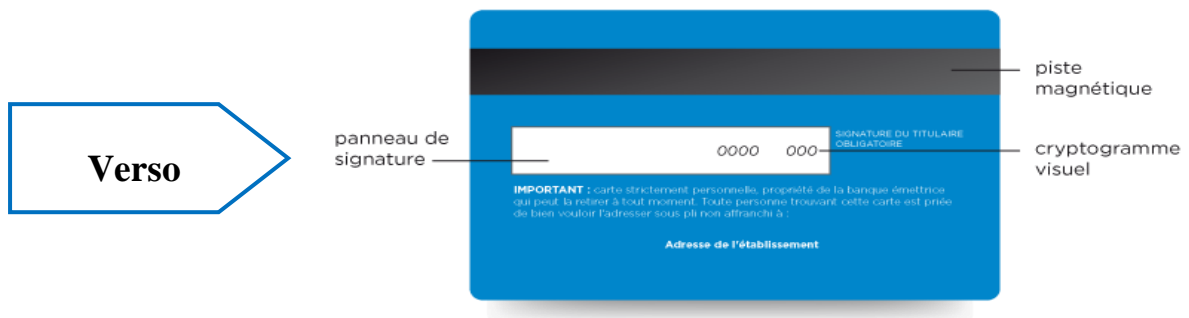 Verso
panneau de
signature
piste
magnétique
0000 000
SIGNATURE DU TITULAIRE
OBLIGATOIRE
cryptogramme
visuel
IMPORTANT : carte strictement personnelle, propriété de la banque émettrice
qui peut la retirer à tout moment. Toute personne trouvant cette carte est priée
de bien vouloir l'adresser sous pli non affranchi à :
Adresse de l'établissement